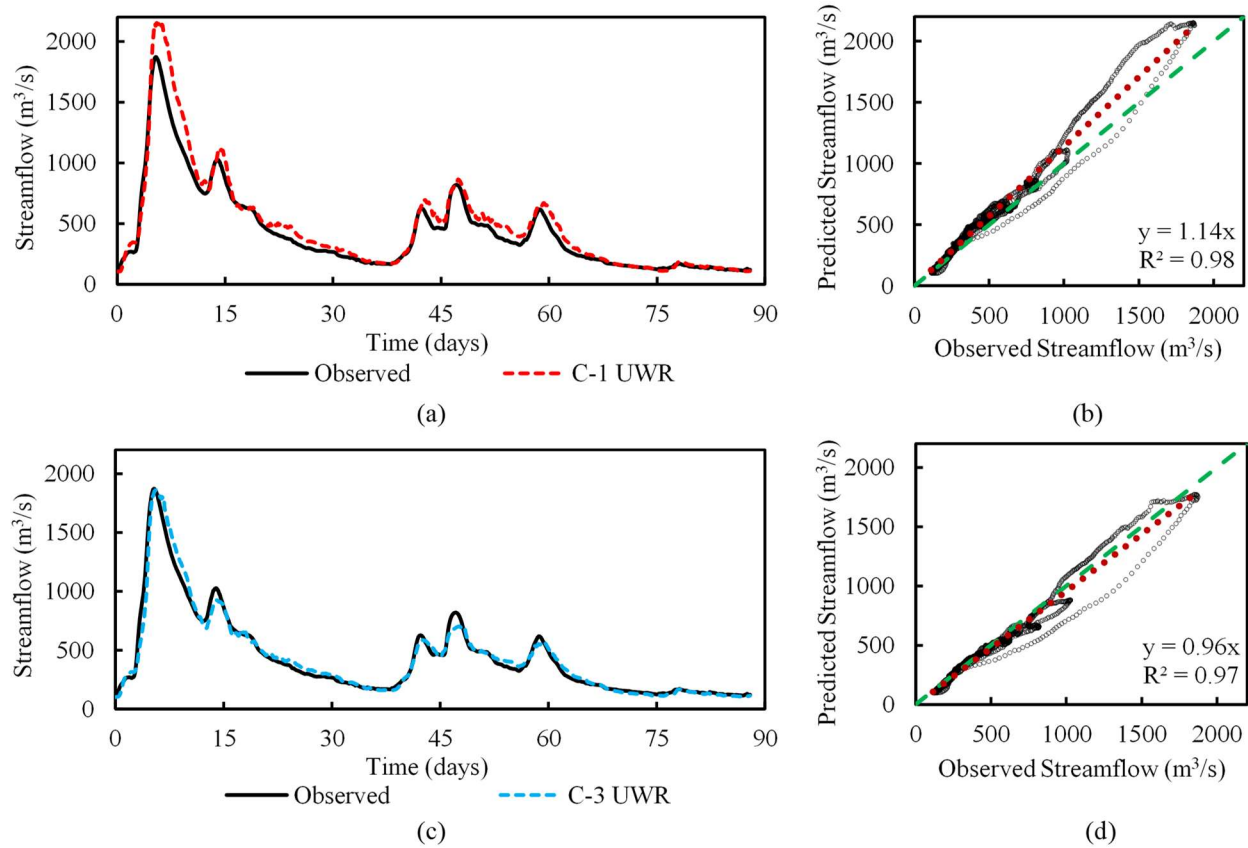 Streamflow (m³/s)
2000
1500
1000
500
0
0 15 30 45 60 75 90
Time (days)
Observed C-1 UWR
(a)
Predicted Streamflow (m³/s)
2000
1500
1000
500
0
y = 1.14x
R² = 0.98
0 500 1000 1500 2000
Observed Streamflow (m³/s)
(b)
Streamflow (m³/s)
2000
1500
1000
500
0
0 15 30 45 60 75 90
Time (days)
Observed C-3 UWR
(c)
Predicted Streamflow (m³/s)
2000
1500
1000
500
0
y = 0.96x
R² = 0.97
0 500 1000 1500 2000
Observed Streamflow (m³/s)
(d)